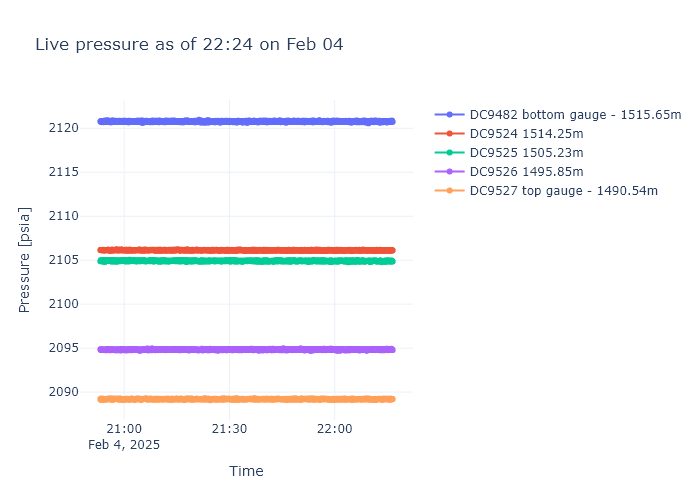 Live pressure as of 22:24 on Feb 04
DC9482 bottom gauge - 1515.65m
DC9524 1514.25m
DC9525 1505.23m
DC9526 1495.85m
DC9527 top gauge - 1490.54m
Pressure [psia]
2120
2115
2110
2105
2100
2095
2090
21:00
21:30
22:00
Feb 4, 2025
Time